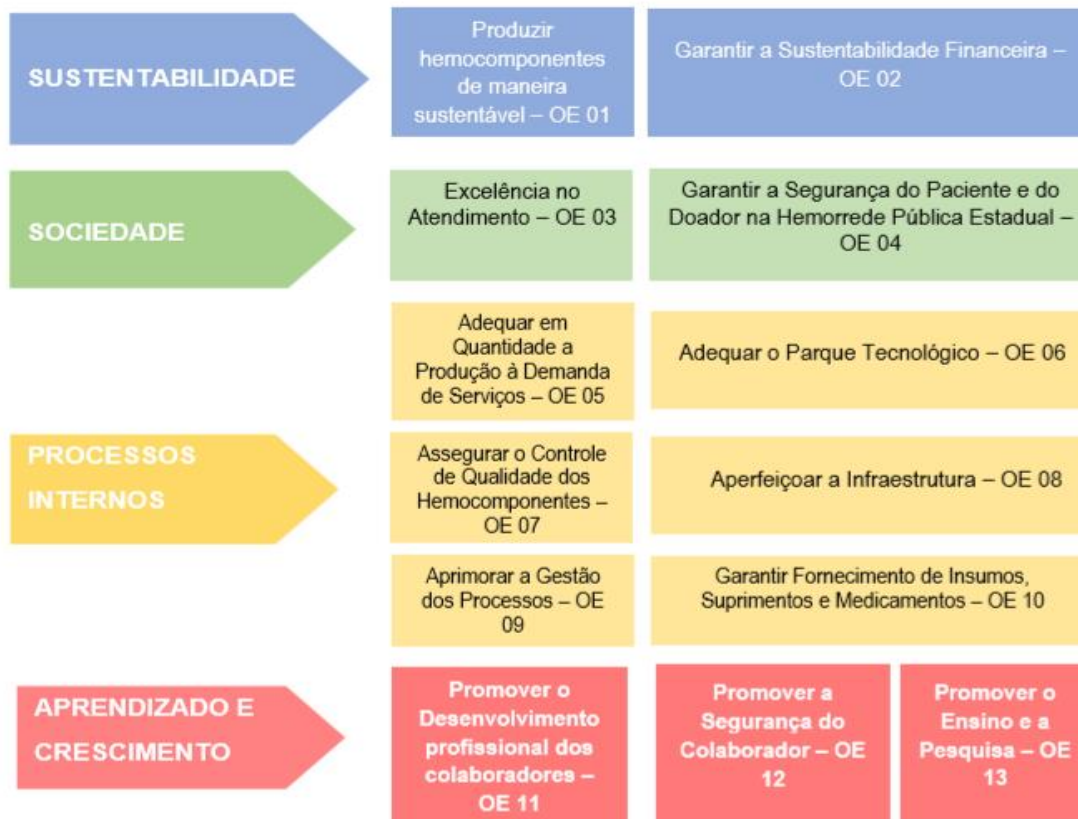 SUSTENTABILIDADE
Produzir
hemocomponentes
de maneira
sustentável – OE 01
Garantir a Sustentabilidade Financeira –
OE 02
SOCIEDADE
Excelência no
Atendimento – OE 03
Garantir a Segurança do Paciente e do
Doador na Hemorrede Pública Estadual –
OE 04
Adequar em
Quantidade a
Produção à Demanda
de Serviços – OE 05
Adequar o Parque Tecnológico – OE 06
PROCESSOS
INTERNOS
Assegurar o Controle
de Qualidade dos
Hemocomponentes –
OE 07
Aperfeiçoar a Infraestrutura – OE 08
Aprimorar a Gestão
dos Processos – OE
09
Garantir Fornecimento de Insumos,
Suprimentos e Medicamentos – OE 10
APRENDIZADO E
CRESCIMENTO
Promover o
Desenvolvimento
profissional dos
colaboradores –
OE 11
Promover a
Segurança do
Colaborador – OE
12
Promover o
Ensino e a
Pesquisa – OE
13